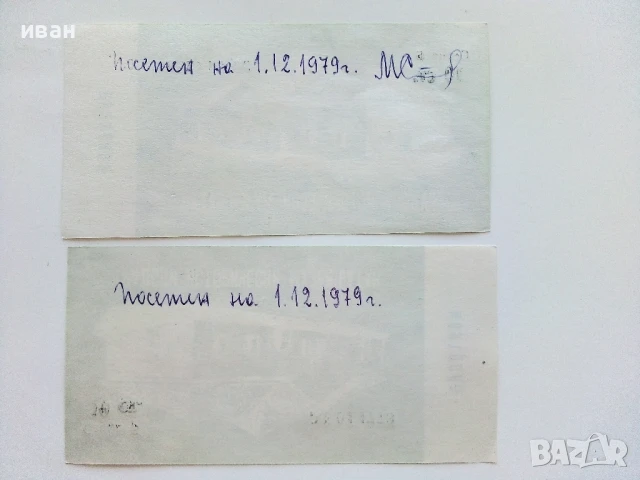 иван
Посетен на 1.12.1979г. МС
Посетен на 1.12.1979г.
BAZAR